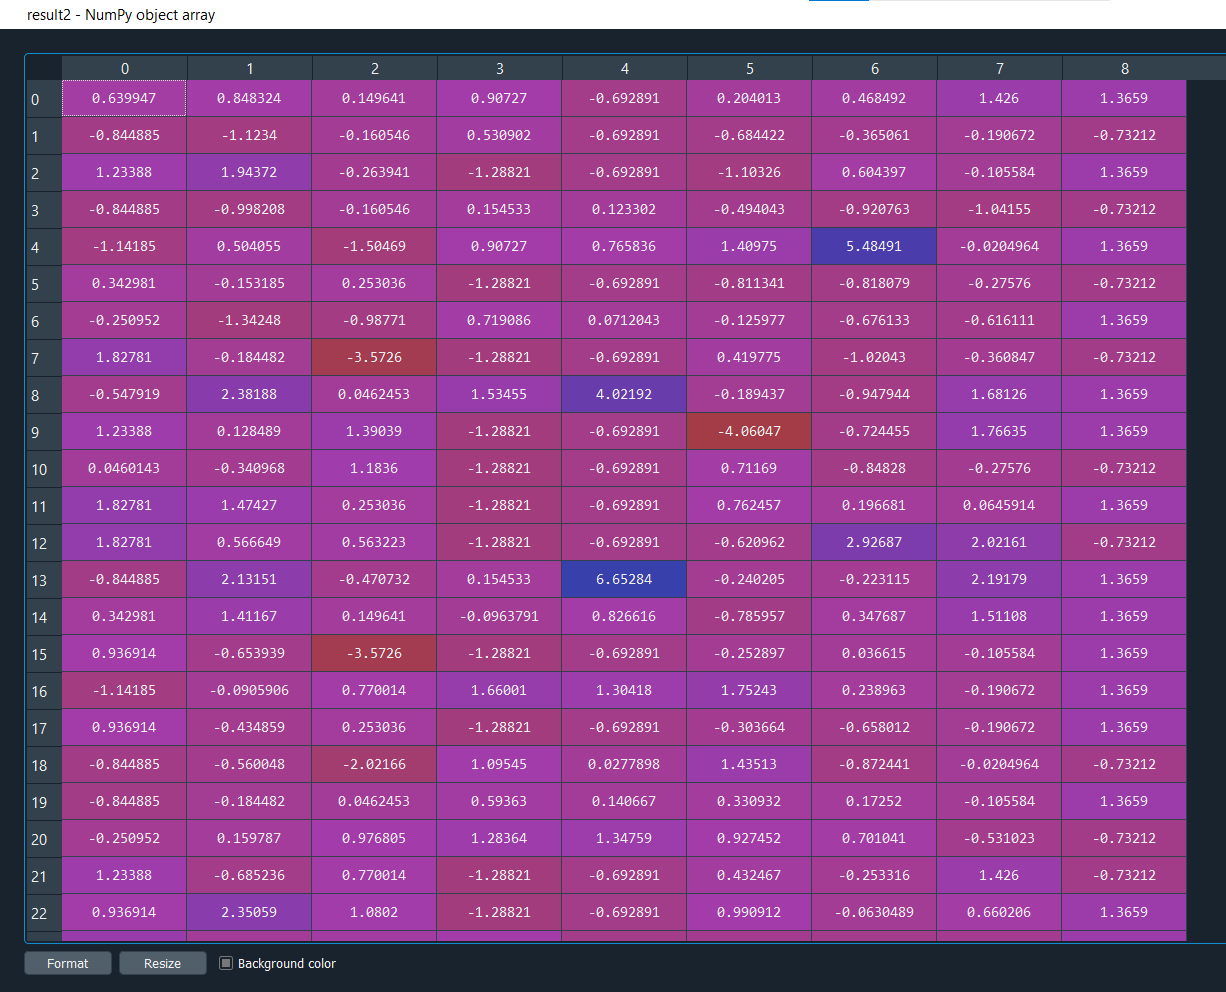 result2 - NumPy object array
0 1 2 3 4 5 6 7 8
0 0.639947 0.848324 0.149641 0.90727 -0.692891 0.204013 0.468492 1.426 1.3659
1 -0.844885 -1.1234 -0.160546 0.530902 -0.692891 -0.684422 -0.365061 -0.190672 -0.73212
2 1.23388 1.94372 -0.263941 -1.28821 -0.692891 -1.10326 0.604397 -0.105584 1.3659
3 -0.844885 -0.998208 -0.160546 0.154533 0.123302 -0.494043 -0.920763 -1.04155 -0.73212
4 -1.14185 0.504055 -1.50469 0.90727 0.765836 1.40975 5.48491 -0.0204964 1.3659
5 0.342981 -0.153185 0.253036 -1.28821 -0.692891 -0.811341 -0.818079 -0.27576 -0.73212
6 -0.250952 -1.34248 -0.98771 0.719086 0.0712043 -0.125977 -0.676133 -0.616111 1.3659
7 1.82781 -0.184482 -3.5726 -1.28821 -0.692891 0.419775 -1.02043 -0.360847 -0.73212
8 -0.547919 2.38188 0.0462453 1.53455 4.02192 -0.189437 -0.947944 1.68126 1.3659
9 1.23388 0.128489 1.39039 -1.28821 -0.692891 -4.06047 -0.724455 1.76635 1.3659
10 0.0460143 -0.340968 1.1836 -1.28821 -0.692891 0.71169 -0.84828 -0.27576 -0.73212
11 1.82781 1.47427 0.253036 -1.28821 -0.692891 0.762457 0.196681 0.0645914 1.3659
12 1.82781 0.566649 0.563223 -1.28821 -0.692891 -0.620962 2.92687 2.02161 -0.73212
13 -0.844885 2.13151 -0.470732 0.154533 6.65284 -0.240205 -0.223115 2.19179 1.3659
14 0.342981 1.41167 0.149641 -0.0963791 0.826616 -0.785957 0.347687 1.51108 1.3659
15 0.936914 -0.653939 -3.5726 -1.28821 -0.692891 -0.252897 0.036615 -0.105584 1.3659
16 -1.14185 -0.0905906 0.770014 1.66001 1.30418 1.75243 0.238963 -0.190672 1.3659
17 0.936914 -0.434859 0.253036 -1.28821 -0.692891 -0.303664 -0.658012 -0.190672 1.3659
18 -0.844885 -0.560048 -2.02166 1.09545 0.0277898 1.43513 -0.872441 -0.0204964 -0.73212
19 -0.844885 -0.184482 0.0462453 0.59363 0.140667 0.330932 0.17252 -0.105584 1.3659
20 -0.250952 0.159787 0.976805 1.28364 1.34759 0.927452 0.701041 -0.531023 -0.73212
21 1.23388 -0.685236 0.770014 -1.28821 -0.692891 0.432467 -0.253316 1.426 -0.73212
22 0.936914 2.35059 1.0802 -1.28821 -0.692891 0.990912 -0.0630489 0.660206 1.3659
Format Resize Background color